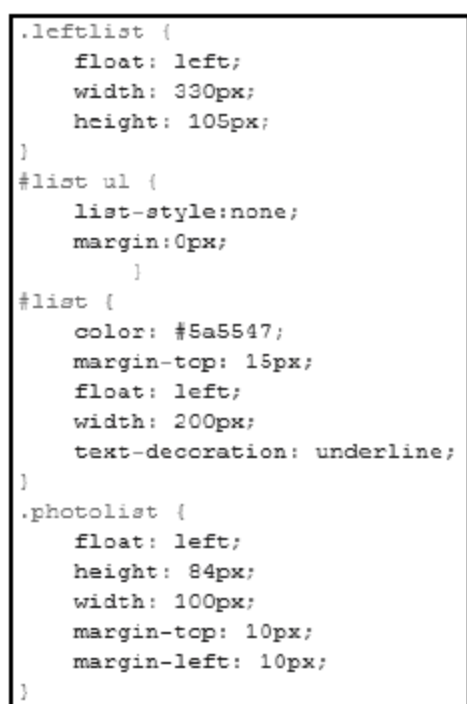 .leftlist {
float: left;
width: 330px;
height: 105px;
}
#list ul {
list-style:none;
margin:0px;
}
#list {
color: #5a5547;
margin-top: 15px;
float: left;
width: 200px;
text-decoration: underline;
}
.photolist {
float: left;
height: 84px;
width: 100px;
margin-top: 10px;
margin-left: 10px;
}